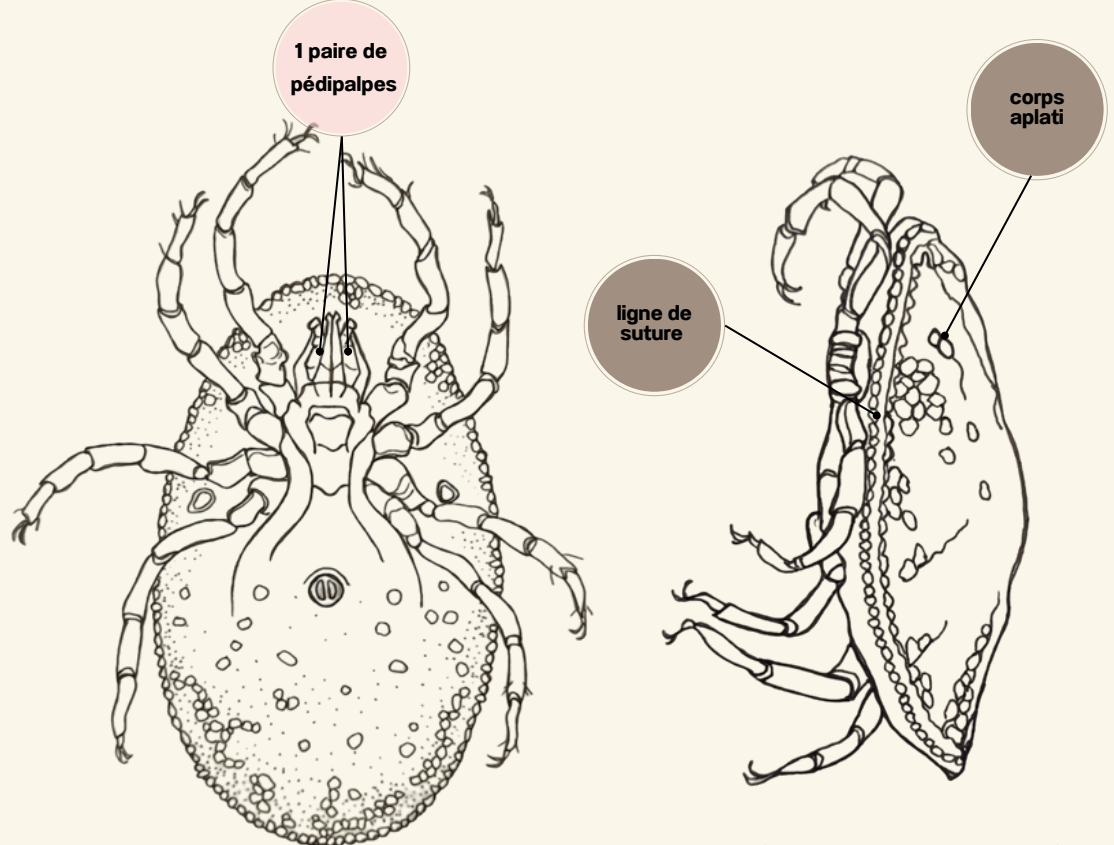 1 paire de
pédipalpes
corps
aplati
ligne de
suture